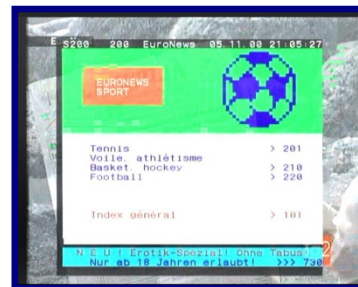 S200 200 EuroNews 05.11.00 21:05:27
EURONEWS
SPORT
Tennis > 201
Voile. athlétisme
Basket. hockey > 210
Football > 220
Index général > 101
N E U ! Erotik-Spezial! Ohne Tabus
Nur ab 18 Jahren erlaubt! >>> 730